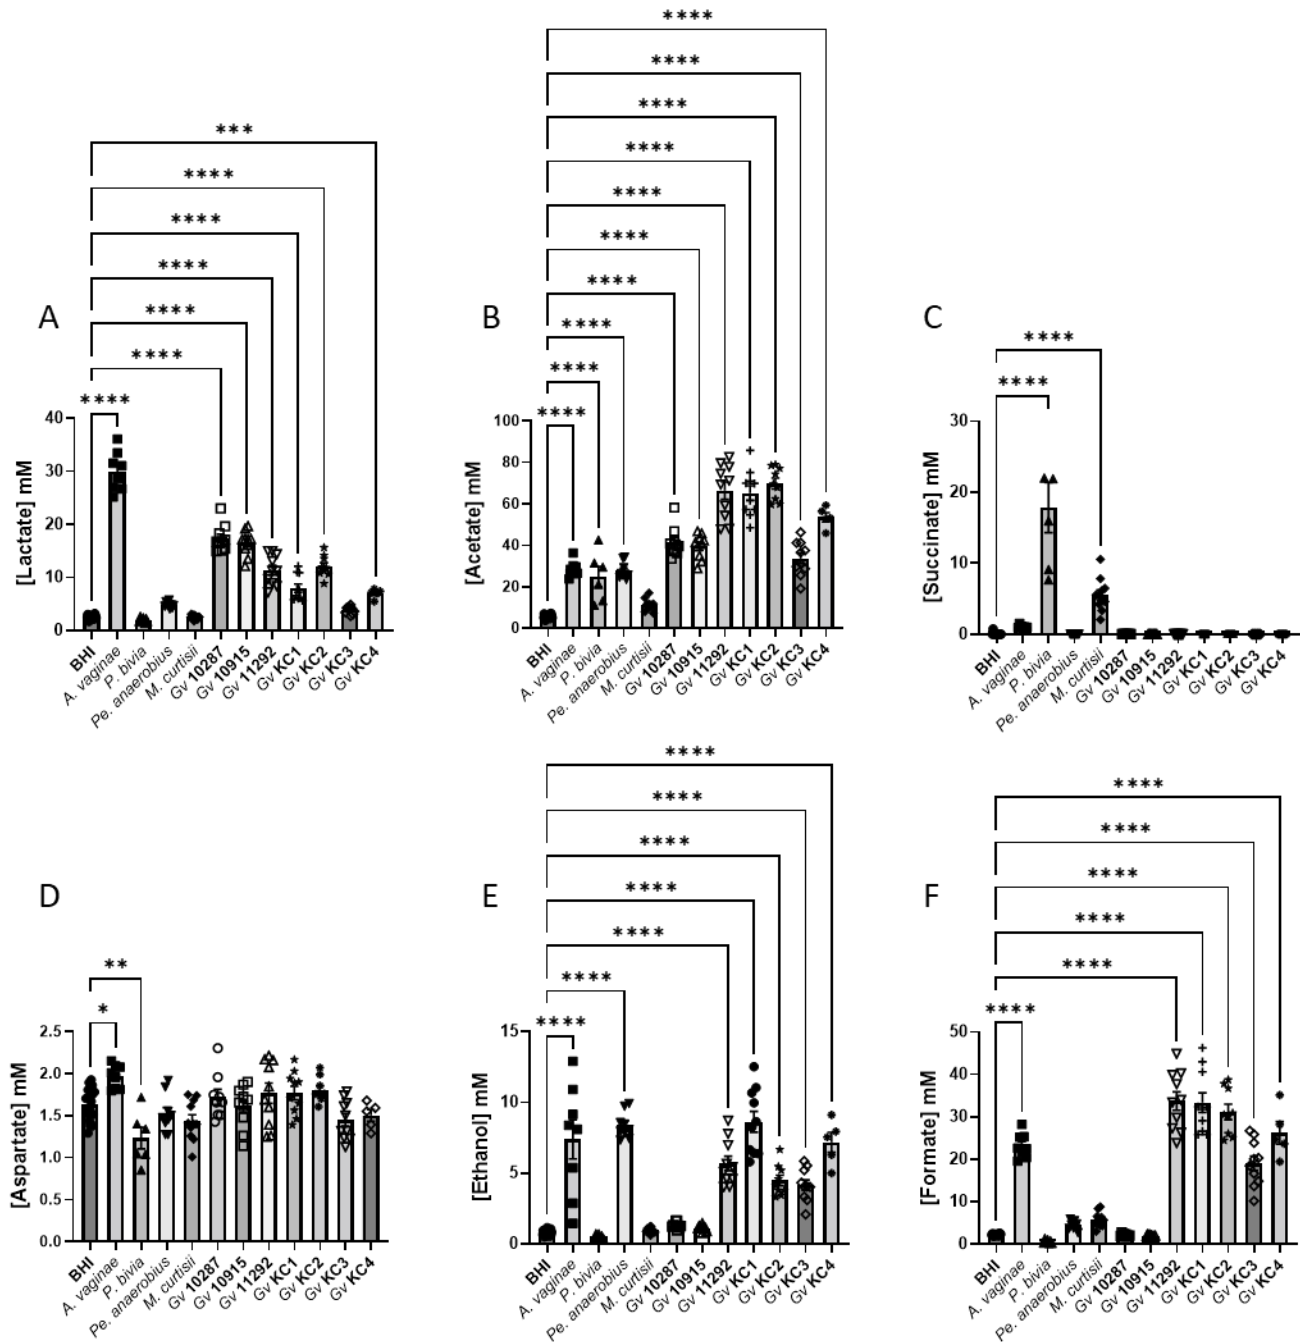 A
***
****
****
****
****
****
****
[Lactate] mM
40
30
20
10
0
BHI
A. vaginae
P. bivia
Pe. anaerobius
M. curtisii
Gv 10287
Gv 10915
Gv 11292
Gv KC1
Gv KC2
Gv KC3
Gv KC4
B
****
****
****
****
****
****
****
****
****
****
[Acetate] mM
100
80
60
40
20
0
BHI
A. vaginae
P. bivia
Pe. anaerobius
M. curtisii
Gv 10287
Gv 10915
Gv 11292
Gv KC1
Gv KC2
Gv KC3
Gv KC4
C
****
****
[Succinate] mM
30
20
10
0
BHI
A. vaginae
P. bivia
Pe. anaerobius
M. curtisii
Gv 10287
Gv 10915
Gv 11292
Gv KC1
Gv KC2
Gv KC3
Gv KC4
D
**
*
[Aspartate] mM
2.5
2.0
1.5
1.0
0.5
0.0
BHI
A. vaginae
P. bivia
Pe. anaerobius
M. curtisii
Gv 10287
Gv 10915
Gv 11292
Gv KC1
Gv KC2
Gv KC3
Gv KC4
E
****
****
****
****
****
****
****
[Ethanol] mM
15
10
5
0
BHI
A. vaginae
P. bivia
Pe. anaerobius
M. curtisii
Gv 10287
Gv 10915
Gv 11292
Gv KC1
Gv KC2
Gv KC3
Gv KC4
F
****
****
****
****
****
****
[Formate] mM
50
40
30
20
10
0
BHI
A. vaginae
P. bivia
Pe. anaerobius
M. curtisii
Gv 10287
Gv 10915
Gv 11292
Gv KC1
Gv KC2
Gv KC3
Gv KC4